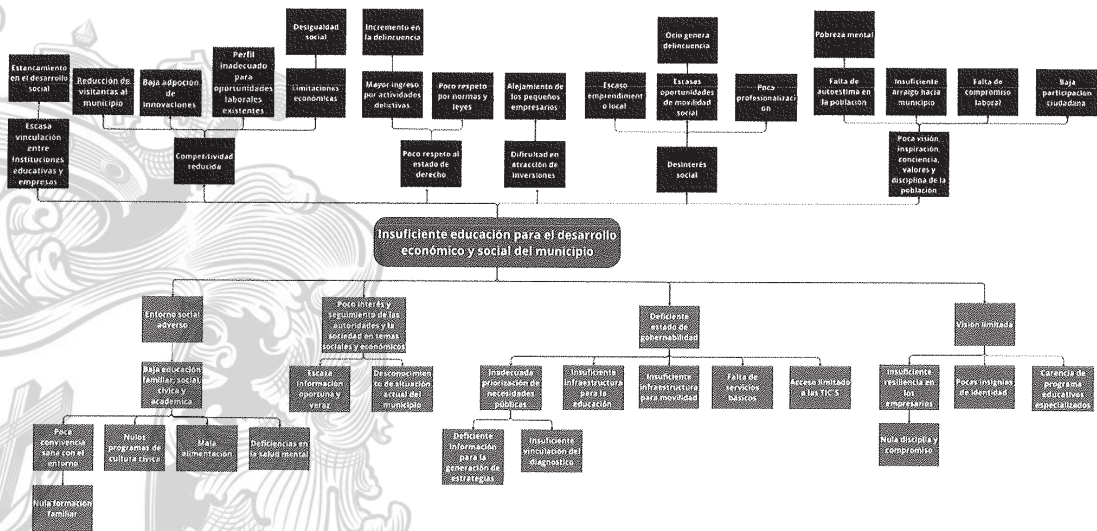 Desigualdad
social
Incremento en
la delincuencia
Ocio genera
delincuencia
Pobreza mental
Estancamiento
en el desarrollo
social
Reducción de
visitantas al
municipio
Baja adopción
de
innovaciones
Perfil
inadecuado
para
oportunidades
laborales
existentes
Limitaciones
económicas
Mayor ingreso
por actividades
delictivas
Poco respeto
por normas y
leyes
Alejamiento de
los pequeños
empresarios
Escaso
emprendimient
o local
Escasas
oportunidades
de movilidad
social
Poca
profesionalizaci
ón
Falta de
autoestima en
la población
Insuficiente
arraigo hacia
municipio
Falta de
compromiso
laboral
Baja
participación
ciudadana
Escasa
vinculación
entre
instituciones
educativas y
empresas
Competitividad
reducida
Poco respeto al
estado de
derecho
Dificultad en
atracción de
inversiones
Desinterés
social
Poca visión,
inspiración,
conciencia,
valores y
disciplina de la
población
Insuficiente educación para el desarrollo
económico y social del municipio
Entorno social
adverso
Poco interés y
seguimiento de las
autoridades y la
sociedad en temas
sociales y económicos
Deficiente
estado de
gobernabilidad
Visión limitada
Baja educación
familiar, social,
cívica y
academica
Escasa
información
oportuna y
veraz
Desconocimien
to de situación
actual del
municipio
Inadecuada
priorización de
necesidades
públicas
Insuficiente
infraestructura
para la
educación
Insuficiente
infraestructura
para movilidad
Falta de
servicios
básicos
Acceso limitado
a las TIC´S
Insuficiente
resiliencia en
los
empresarios
Pocas insignias
de identidad
Carencia de
programa
educativos
especializados
Poca
convivencia
sana con el
entorno
Nulos
programas de
cultura cívica
Mala
alimentación
Deficiencias en
la salud mental
Deficiente
información
para la
generación de
estrategias
Insuficiente
vinculación del
diagnostico
Nula disciplia y
compromiso
Nula formación
familiar